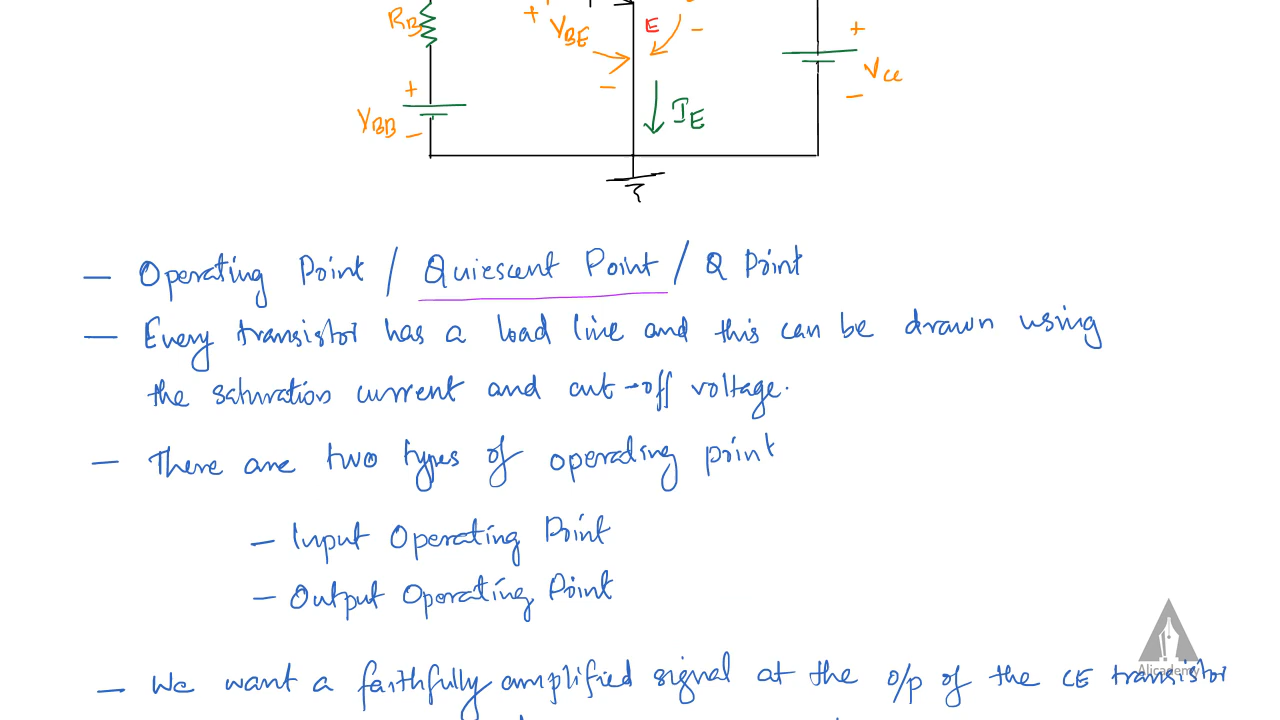 RB
+ VBE -
E
-
+ VBB -
IE
+ VCC -
— Operating Point / Quiescent Point / Q Point
— Every transistor has a load line and this can be drawn using
the saturation current and cut-off voltage.
— There are two types of operating point
— Input Operating Point
— Output Operating Point
— We want a faithfully amplified signal at the o/p of the CE transistor
Alicademy